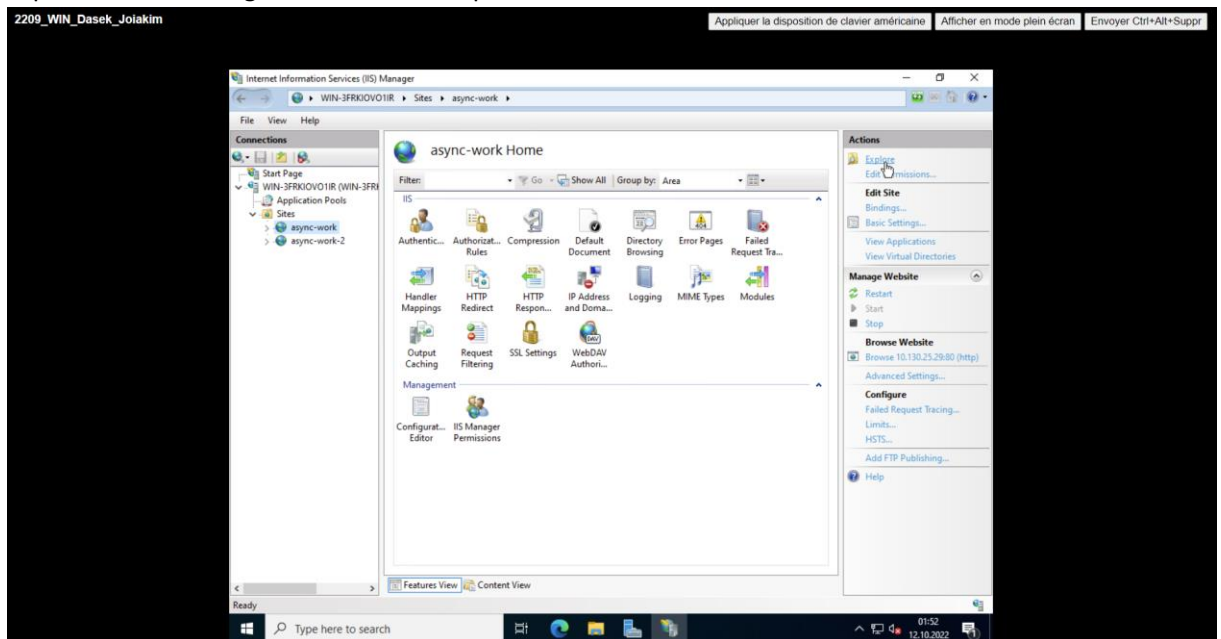 2209_WIN_Dasek_Joiakim
Appliquer la disposition de clavier américaine
Afficher en mode plein écran
Envoyer Ctrl+Alt+Suppr
Internet Information Services (IIS) Manager
WIN-3FRKIOVO1IR
Sites
async-work
File View Help
Connections
Start Page
WIN-3FRKIOVO1IR (WIN-3FRI
Application Pools
Sites
async-work
async-work-2
async-work Home
Filter: Go Show All Group by: Area
IIS
Authentic...
Authorizat... Rules
Compression
Default Document
Directory Browsing
Error Pages
Failed Request Tra...
Handler Mappings
HTTP Redirect
HTTP Respon...
IP Address and Doma...
Logging
MIME Types
Modules
Output Caching
Request Filtering
SSL Settings
WebDAV Authori...
Management
Configurat... Editor
IIS Manager Permissions
Features View
Content View
Actions
Explore
Edit
Edit Site
Bindings...
Basic Settings...
View Applications
View Virtual Directories
Manage Website
Restart
Start
Stop
Browse Website
Browse 10.130.25.29:80 (http)
Advanced Settings...
Configure
Failed Request Tracing...
Limits...
HSTS...
Add FTP Publishing...
Help
Ready
Type here to search
01:52
12.10.2022